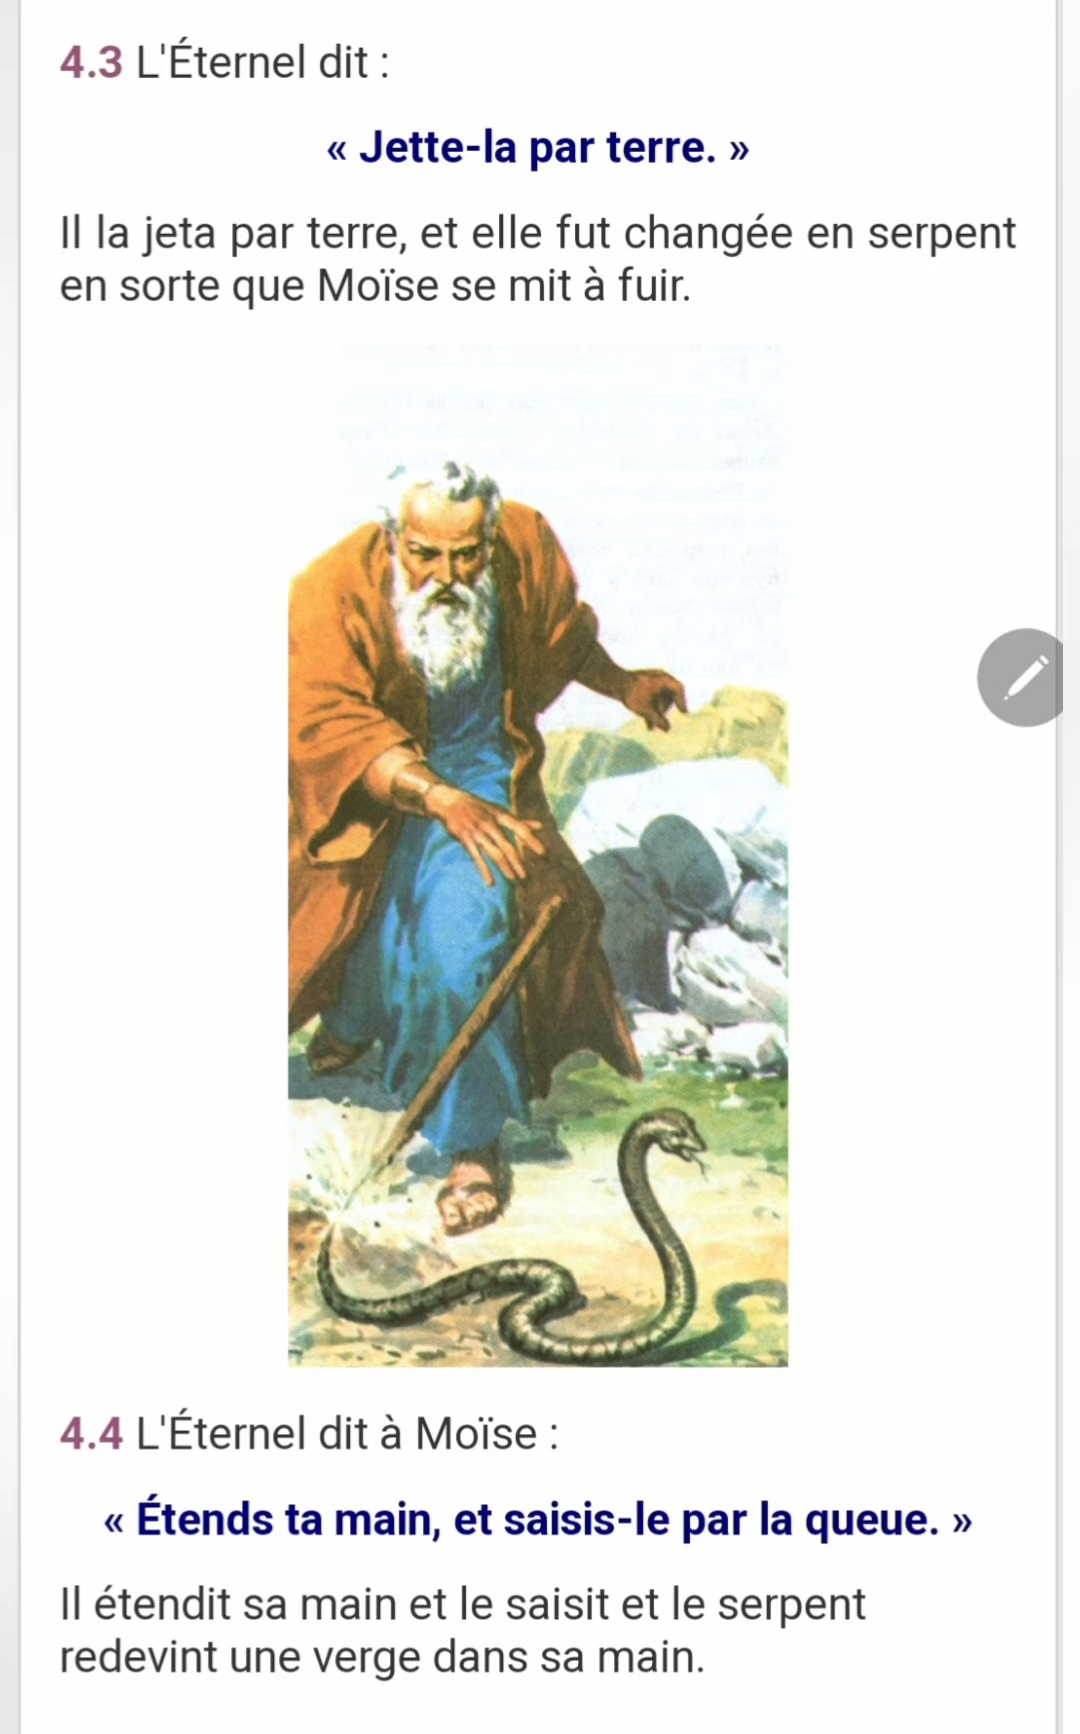 4.3 L'Éternel dit :
« Jette-la par terre. »
Il la jeta par terre, et elle fut changée en serpent
en sorte que Moïse se mit à fuir.
4.4 L'Éternel dit à Moïse :
« Étends ta main, et saisis-le par la queue. »
Il étendit sa main et le saisit et le serpent
redevint une verge dans sa main.